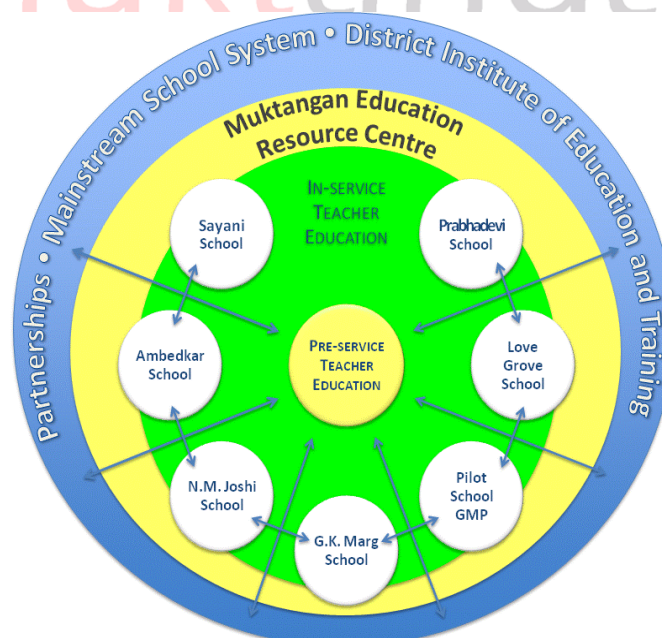 Partnerships • Mainstream School System • District Institute of Education and Training
Muktangan Education
Resource Centre
IN-SERVICE
TEACHER
EDUCATION
Sayani
School
Prabhadevi
School
Ambedkar
School
PRE-SERVICE
TEACHER
EDUCATION
Love
Grove
School
N.M. Joshi
School
Pilot
School
GMP
G.K. Marg
School